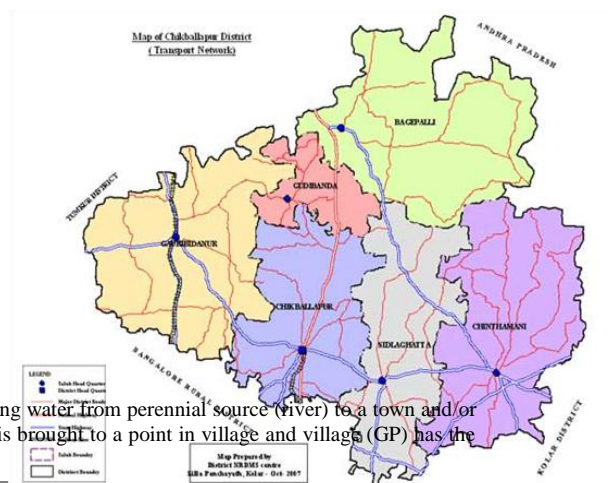 Map of Chikballapur District
( Transport Network)
ANDHRA PRADESH
BAGEPALLI
GUDIBANDA
TUMKUR DISTRICT
GAURIBIDANUR
CHIKBALLAPUR
CHINTHAMANI
SIDLAGHATTA
BANGALORE RURAL DISTRICT
KOLAR DISTRICT
LEGEND
Taluk Head Quarter
District Head Quarter
Major District Roads
State Highway
Taluk Boundary
District Boundary
ng water from perennial source (river) to a town and/or
is brought to a point in village and village (GP) has the
Map Prepared by
District NRDMS centre
Zilla Panchayath, Kolar - Oct- 2007